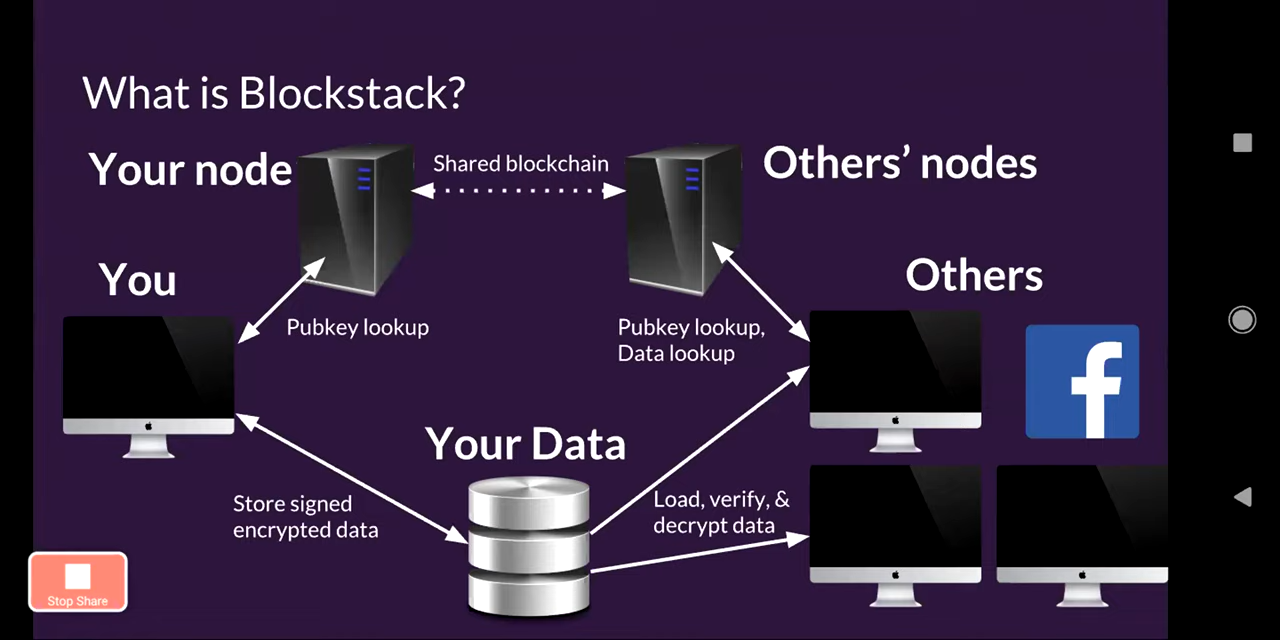 What is Blockstack?
Your node
Shared blockchain
Others’ nodes
You
Others
Pubkey lookup
Pubkey lookup,
Data lookup
f
Your Data
Store signed
encrypted data
Load, verify, &
decrypt data
Stop Share